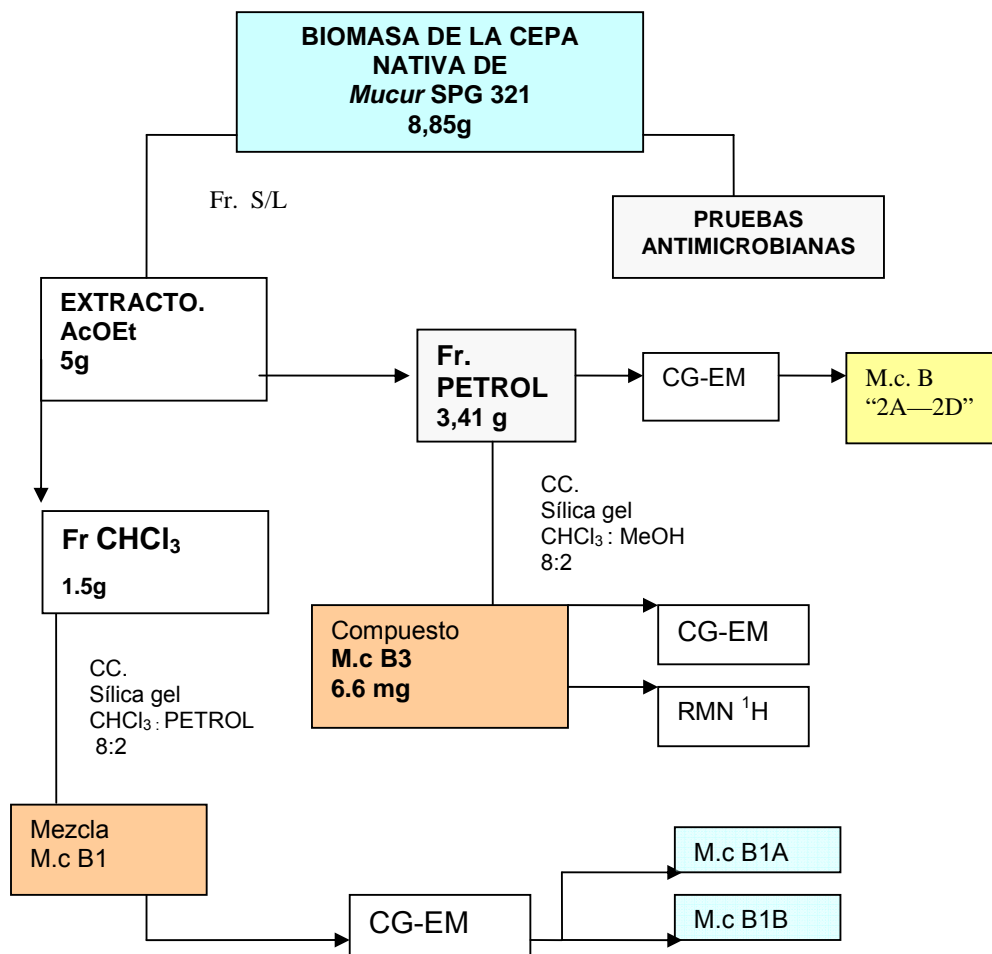 BIOMASA DE LA CEPA
NATIVA DE
Mucur SPG 321
8,85g
Fr. S/L
PRUEBAS
ANTIMICROBIANAS
EXTRACTO.
AcOEt
5g
Fr.
PETROL
3,41 g
CG-EM
M.c. B
“2A—2D”
CC.
Sílica gel
CHCl₃ : MeOH
8:2
Fr CHCl₃
1.5g
Compuesto
M.c B3
6.6 mg
CG-EM
RMN ¹H
CC.
Sílica gel
CHCl₃ : PETROL
8:2
Mezcla
M.c B1
CG-EM
M.c B1A
M.c B1B